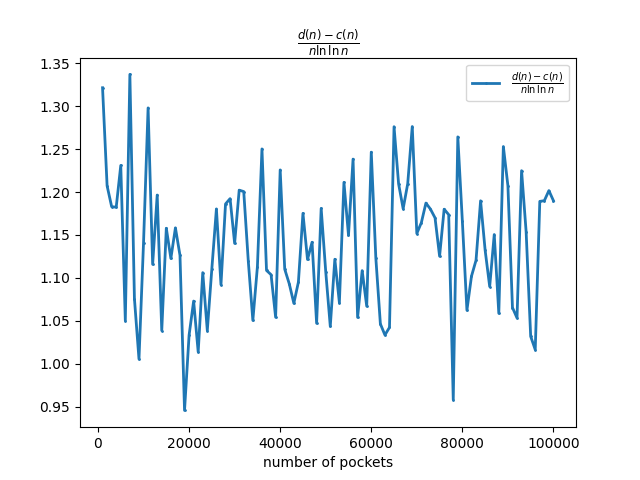 d(n) − c(n)
n ln ln n
1.35
1.30
1.25
1.20
1.15
1.10
1.05
1.00
0.95
d(n) − c(n)
n ln ln n
0 20000 40000 60000 80000 100000
number of pockets